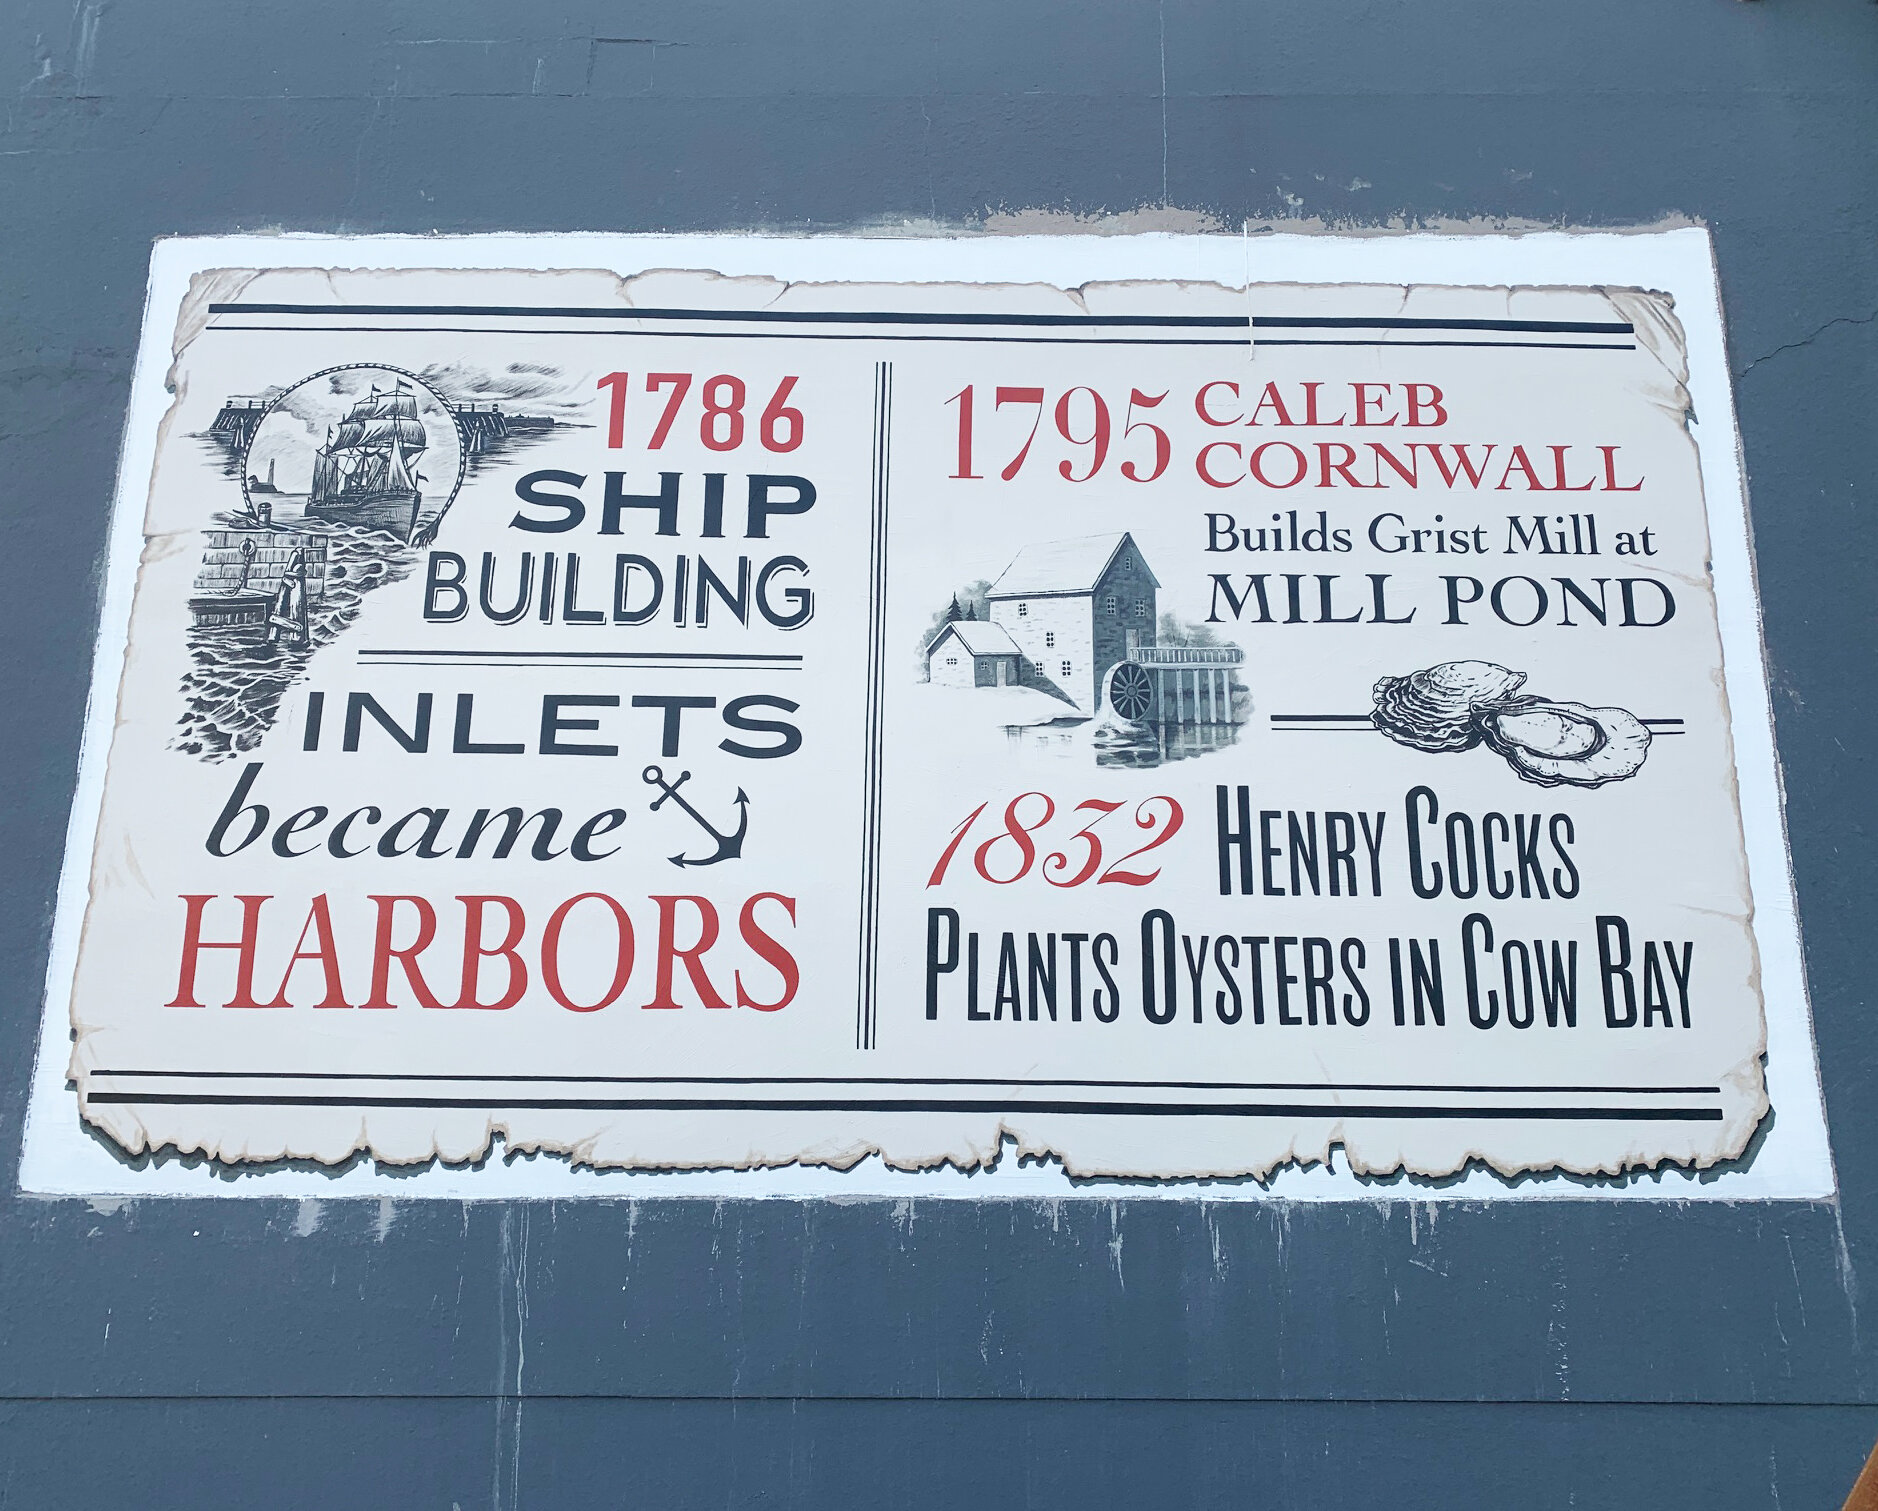 1786
SHIP
BUILDING
INLETS
became
HARBORS
1795 CALEB
CORNWALL
Builds Grist Mill at
MILL POND
1832 HENRY COCKS
PLANTS OYSTERS IN COW BAY